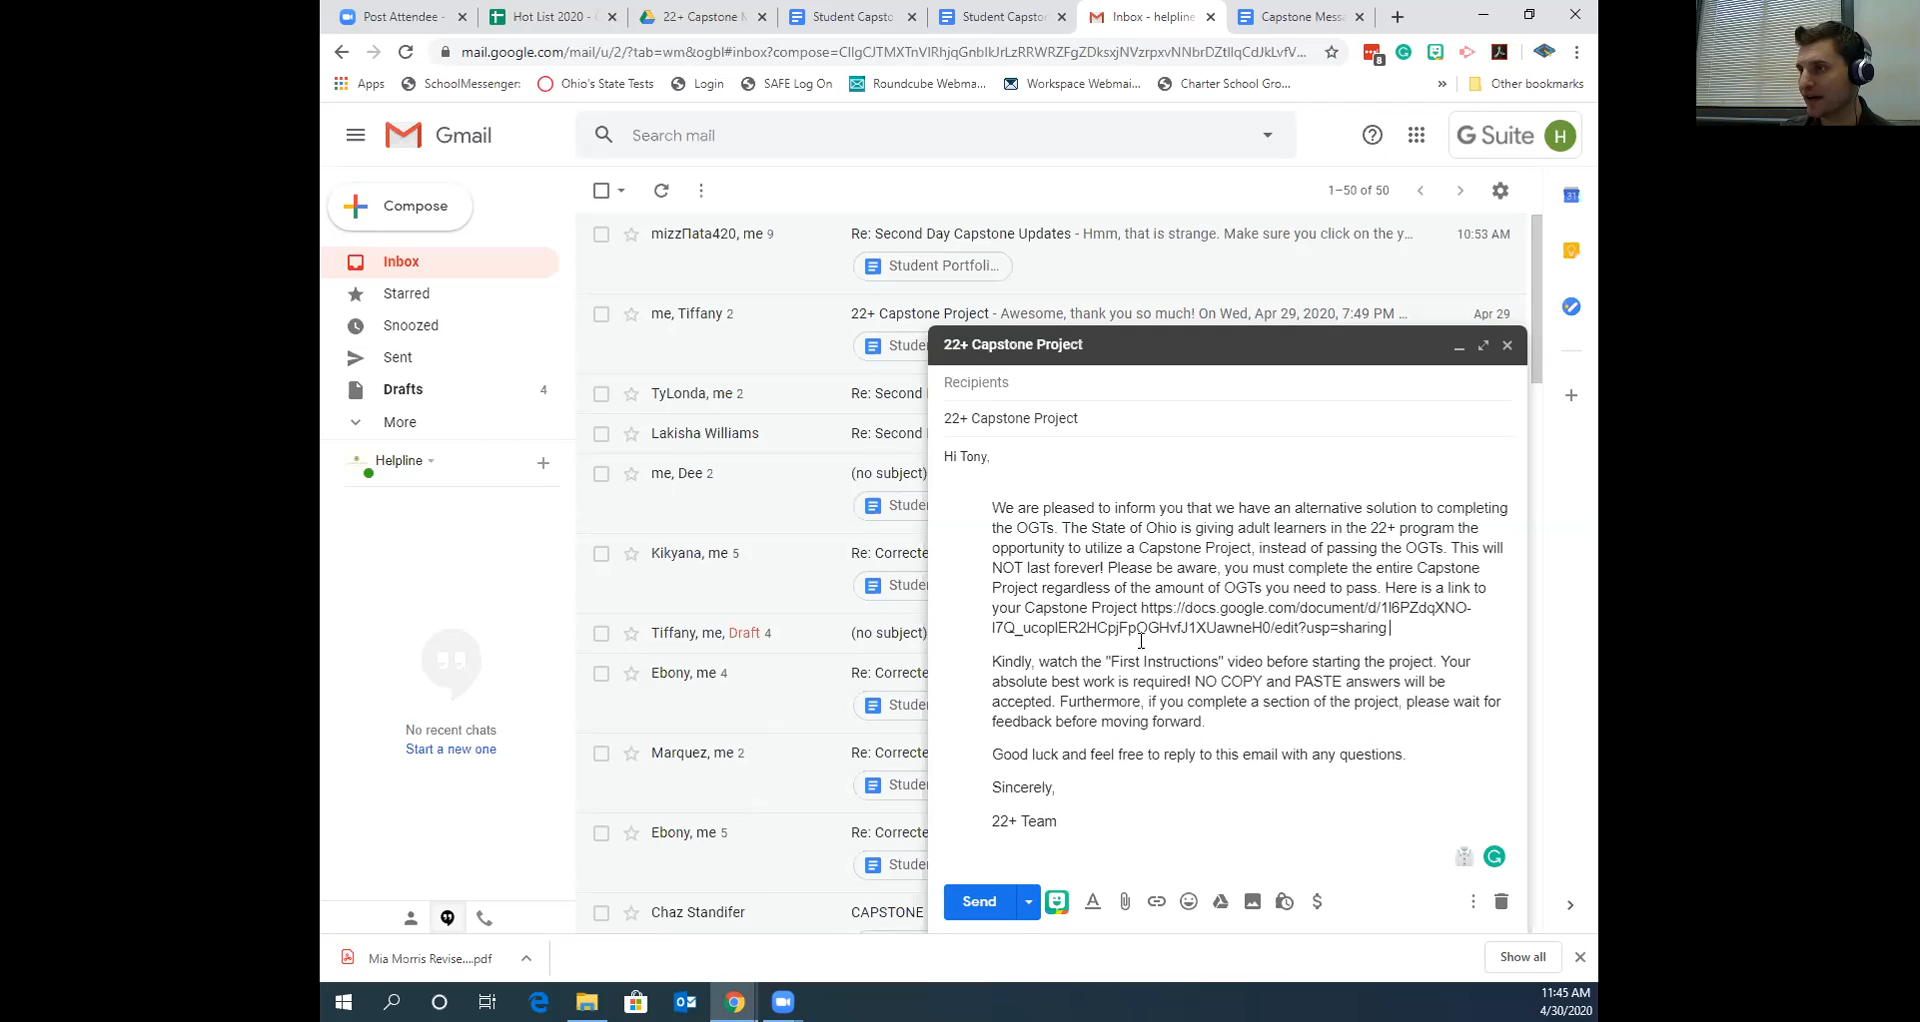 Post Attendee -
Hot List 2020 -
22+ Capstone M
Student Capsto
Student Capstor
Inbox - helpline
Capstone Messa
Apps
SchoolMessenger:
Ohio's State Tests
Login
SAFE Log On
Roundcube Webma...
Workspace Webmai...
Charter School Gro...
»
Other bookmarks
8
Gmail
Search mail
G Suite
H
Compose
1–50 of 50
31
Inbox
Starred
Snoozed
Sent
Drafts
4
More
Helpline
No recent chats
Start a new one
mizzПata420, me 9
Re: Second Day Capstone Updates - Hmm, that is strange. Make sure you click on the y...
10:53 AM
Student Portfoli...
me, Tiffany 2
22+ Capstone Project - Awesome, thank you so much! On Wed, Apr 29, 2020, 7:49 PM ...
Apr 29
Stude
TyLonda, me 2
Re: Second
Lakisha Williams
Re: Second
me, Dee 2
(no subject)
Stude
Kikyana, me 5
Re: Correcte
Stude
Tiffany, me, Draft 4
(no subject)
Ebony, me 4
Re: Correcte
Stude
Marquez, me 2
Re: Correcte
Stude
Ebony, me 5
Re: Correcte
Stude
Chaz Standifer
CAPSTONE
22+ Capstone Project
Recipients
22+ Capstone Project
Hi Tony,
We are pleased to inform you that we have an alternative solution to completing
the OGTs. The State of Ohio is giving adult learners in the 22+ program the
opportunity to utilize a Capstone Project, instead of passing the OGTs. This will
NOT last forever! Please be aware, you must complete the entire Capstone
Project regardless of the amount of OGTs you need to pass. Here is a link to
your Capstone Project https://docs.google.com/document/d/1I6PZdqXNO-
I7Q_ucoplER2HCpjFpOGHvfJ1XUawneH0/edit?usp=sharing
Kindly, watch the "First Instructions" video before starting the project. Your
absolute best work is required! NO COPY and PASTE answers will be
accepted. Furthermore, if you complete a section of the project, please wait for
feedback before moving forward.
Good luck and feel free to reply to this email with any questions.
Sincerely,
22+ Team
Send
Mia Morris Revise....pdf
Show all
11:45 AM
4/30/2020